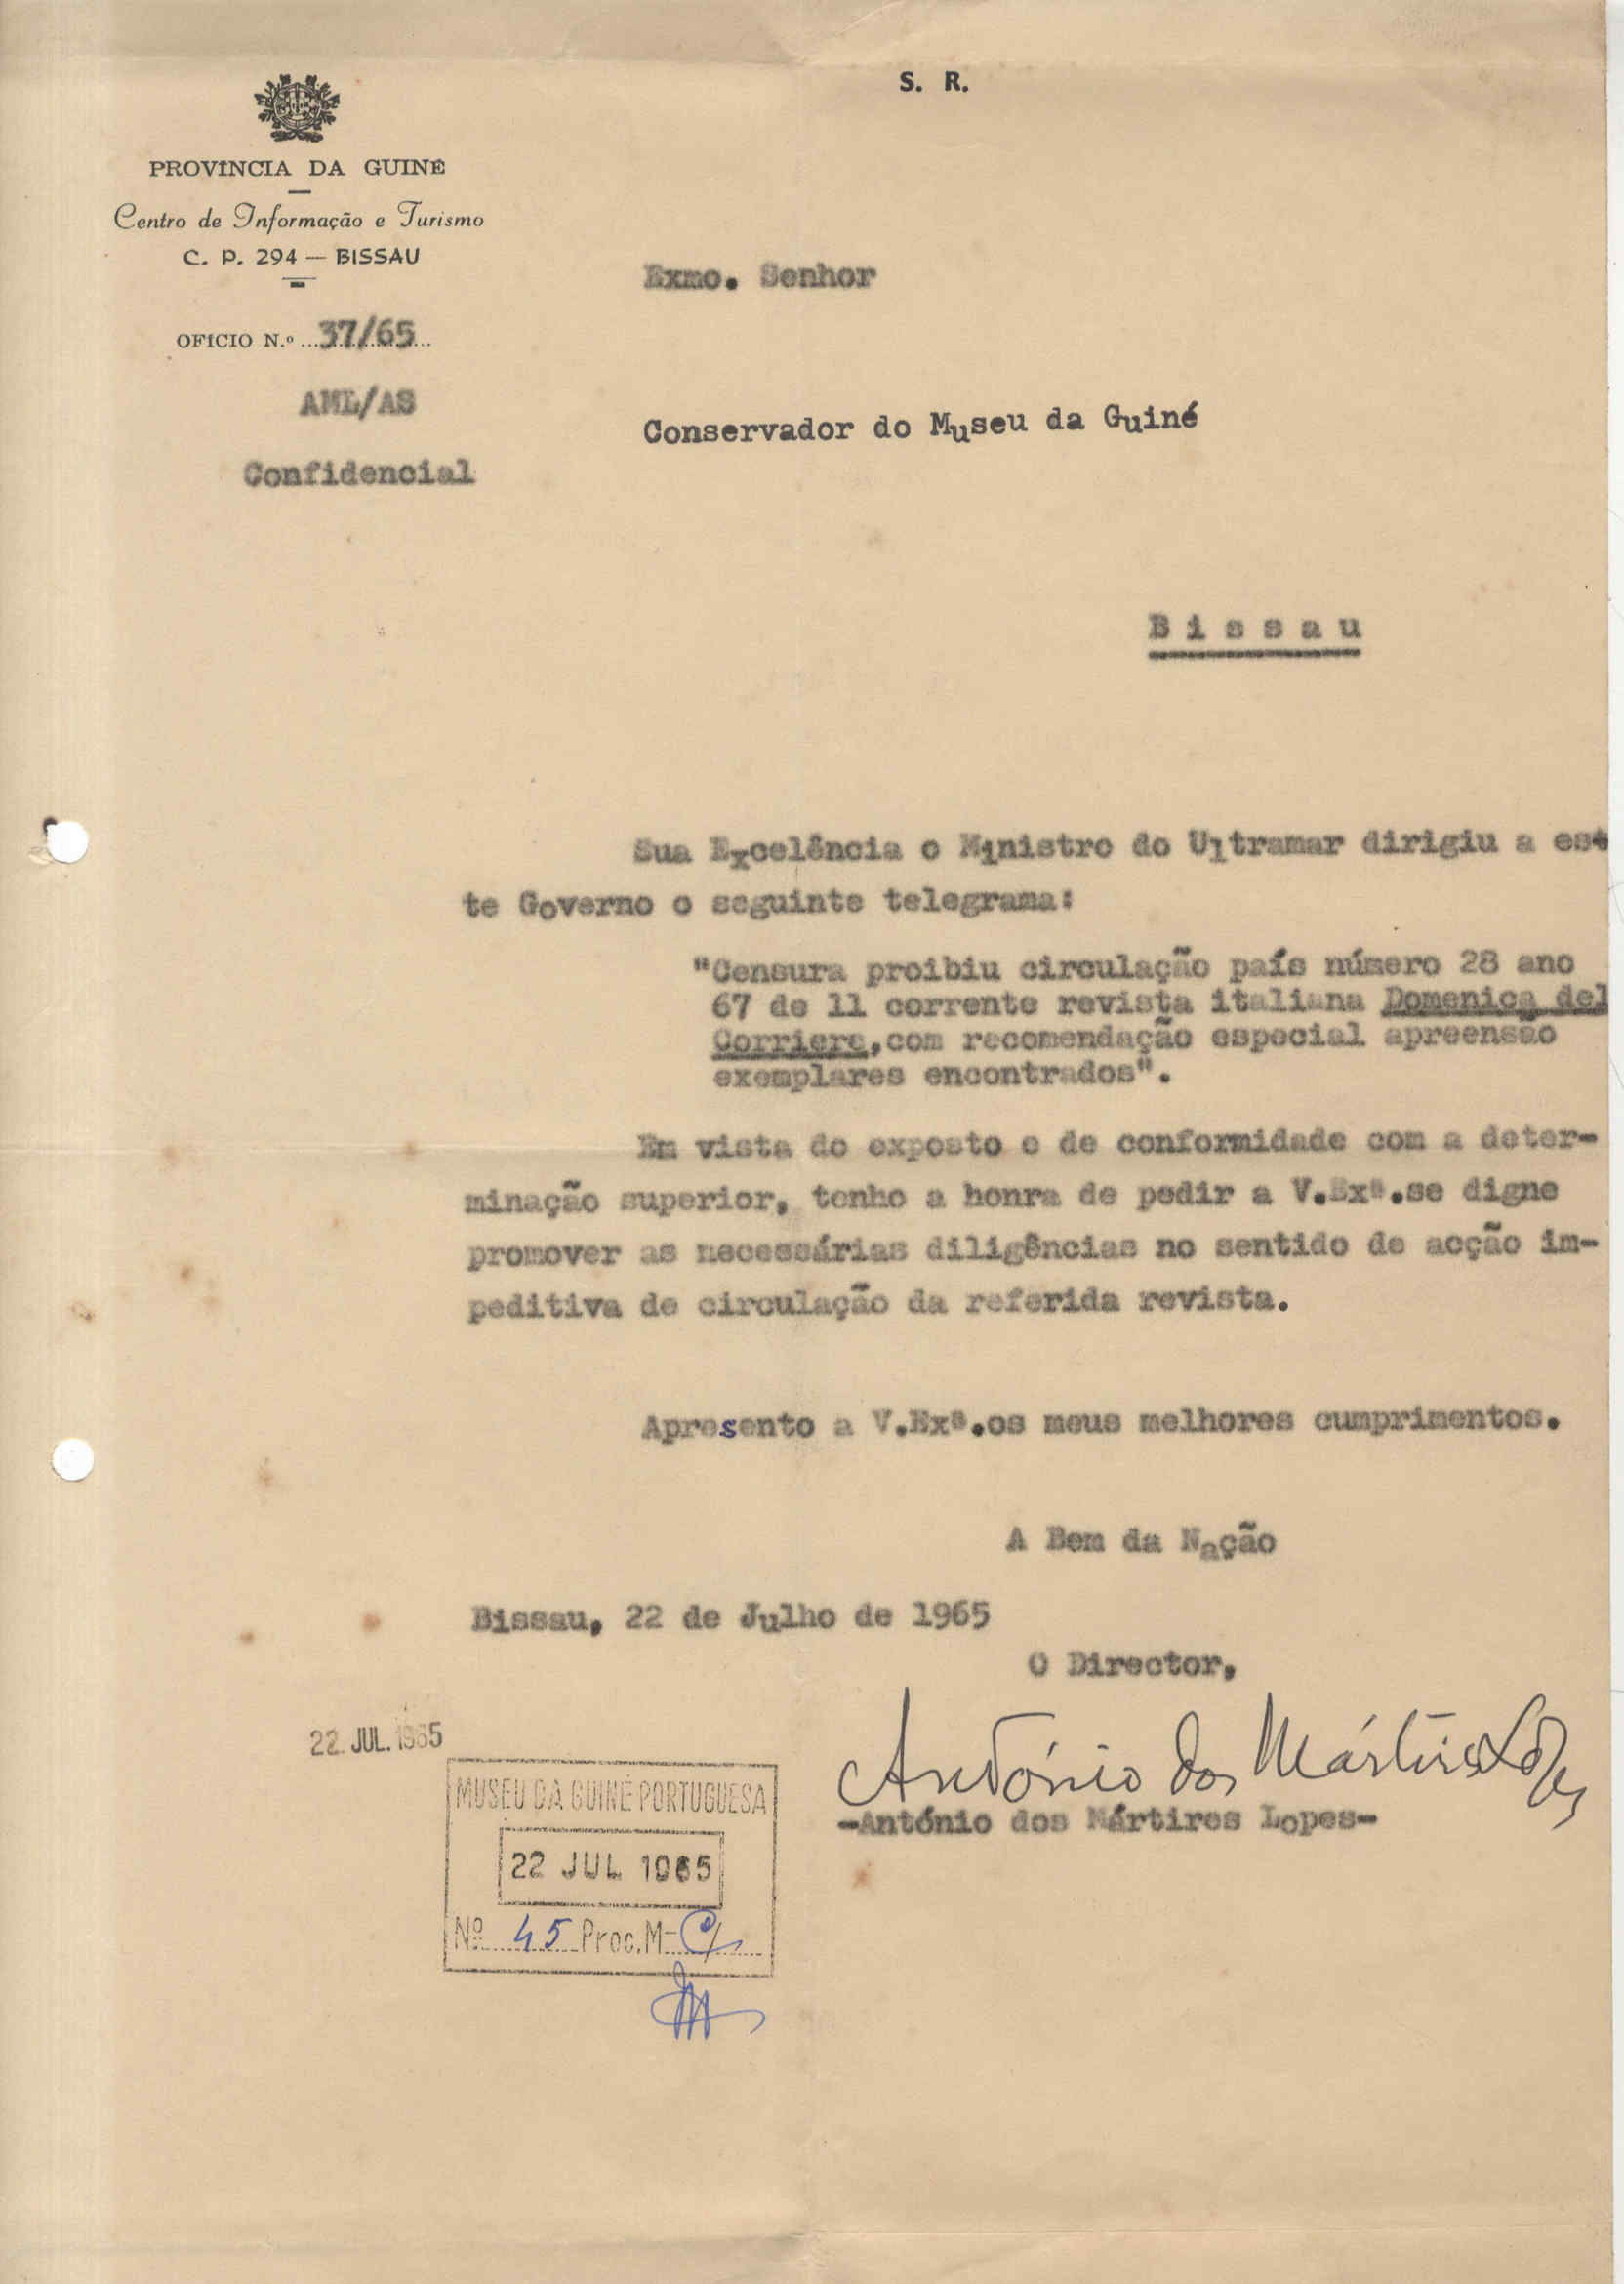 S. R.
PROVÍNCIA DA GUINÉ
Centro de Informação e Turismo
C. P. 294 — BISSAU
OFÍCIO N.º 37/65
AML/AS
Confidencial
Exmo. Senhor
Conservador do Museu da Guiné
Bissau
Sua Excelência o Ministro do Ultramar dirigiu a es-
te Governo o seguinte telegrama:
"Censura proibiu circulação país número 28 ano
67 de 11 corrente revista italiana Domenica del
Corriere,com recomendação especial apreensão
exemplares encontrados".
Em vista do exposto e de conformidade com a deter-
minação superior, tenho a honra de pedir a V.Exª.se digne
promover as necessárias diligências no sentido de acção im-
peditiva de circulação da referida revista.
Apresento a V.Exª.os meus melhores cumprimentos.
A Bem da Nação
Bissau, 22 de Julho de 1965
O Director,
António dos Mártires Lopes
-António dos Mártires Lopes-
22. JUL. 1965
MUSEU DA GUINÉ PORTUGUESA
22 JUL 1965
Nº 45 Proc. M-